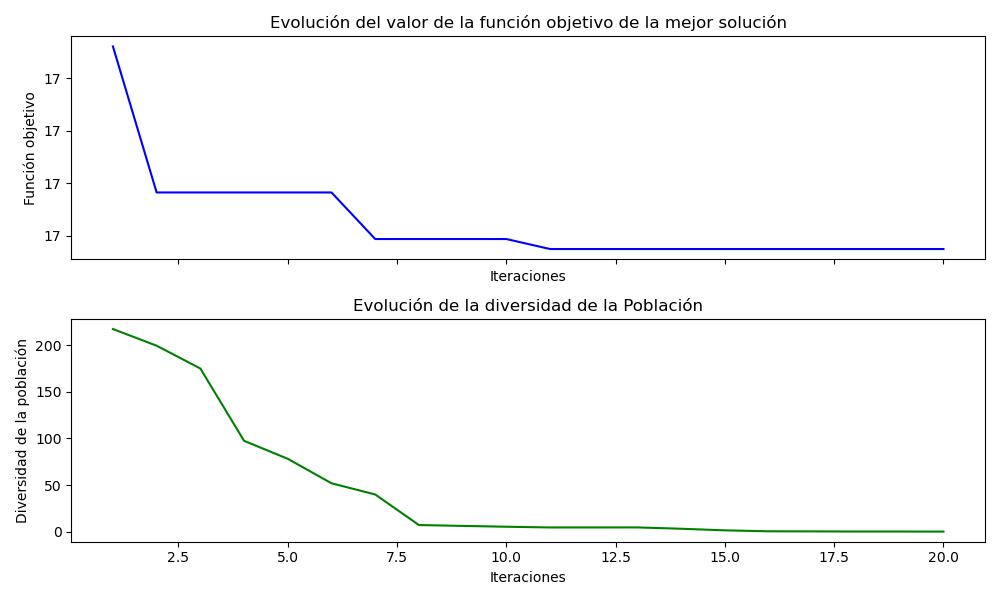 Evolución del valor de la función objetivo de la mejor solución
17
17
17
17
Función objetivo
Iteraciones
Evolución de la diversidad de la Población
200
150
100
50
0
Diversidad de la población
2.5 5.0 7.5 10.0 12.5 15.0 17.5 20.0
Iteraciones